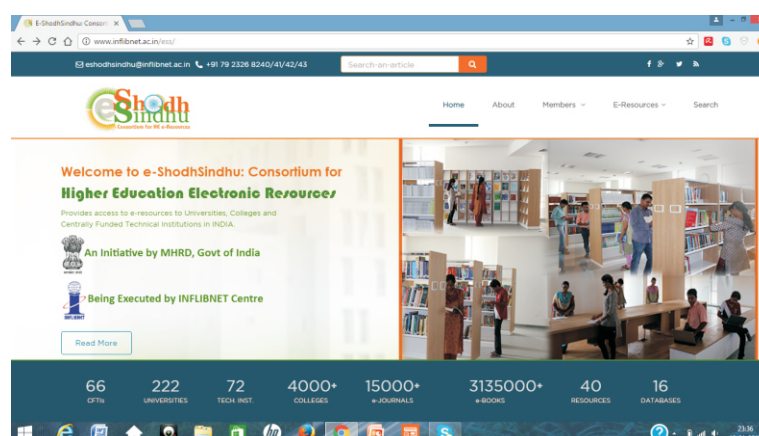 E-ShodhSindhu: Consort
www.inflibnet.ac.in/ess/
eshodhsindhu@inflibnet.ac.in +91 79 2326 8240/41/42/43
Search-an-article
eShodh
Sindhu
Consortium for HE e-Resources
Home About Members E-Resources Search
Welcome to e-ShodhSindhu: Consortium for
Higher Education Electronic Resources
Provides access to e-resources to Universities, Colleges and
Centrally Funded Technical Institutions in INDIA.
An Initiative by MHRD, Govt of India
Being Executed by INFLIBNET Centre
INFLIBNET
Read More
66 222 72 4000+ 15000+ 3135000+ 40 16
CFTIs UNIVERSITIES TECH. INST. COLLEGES e-JOURNALS e-BOOKS RESOURCES DATABASES
23:36